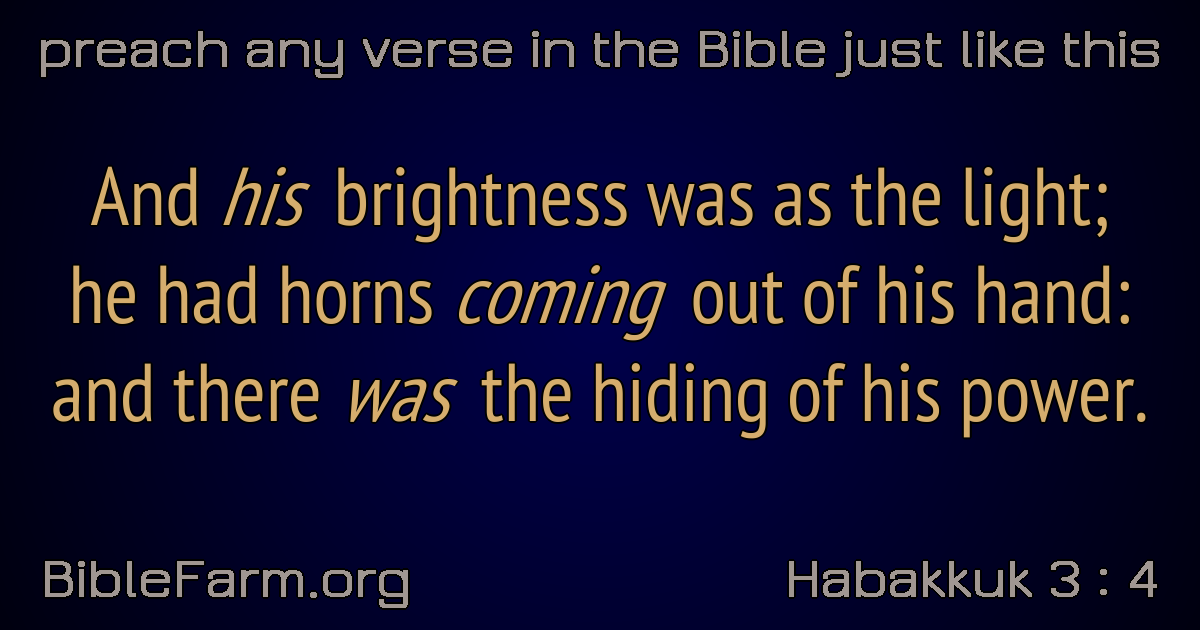 preach any verse in the Bible just like this
And his brightness was as the light;
he had horns coming out of his hand:
and there was the hiding of his power.
BibleFarm.org
Habakkuk 3 : 4